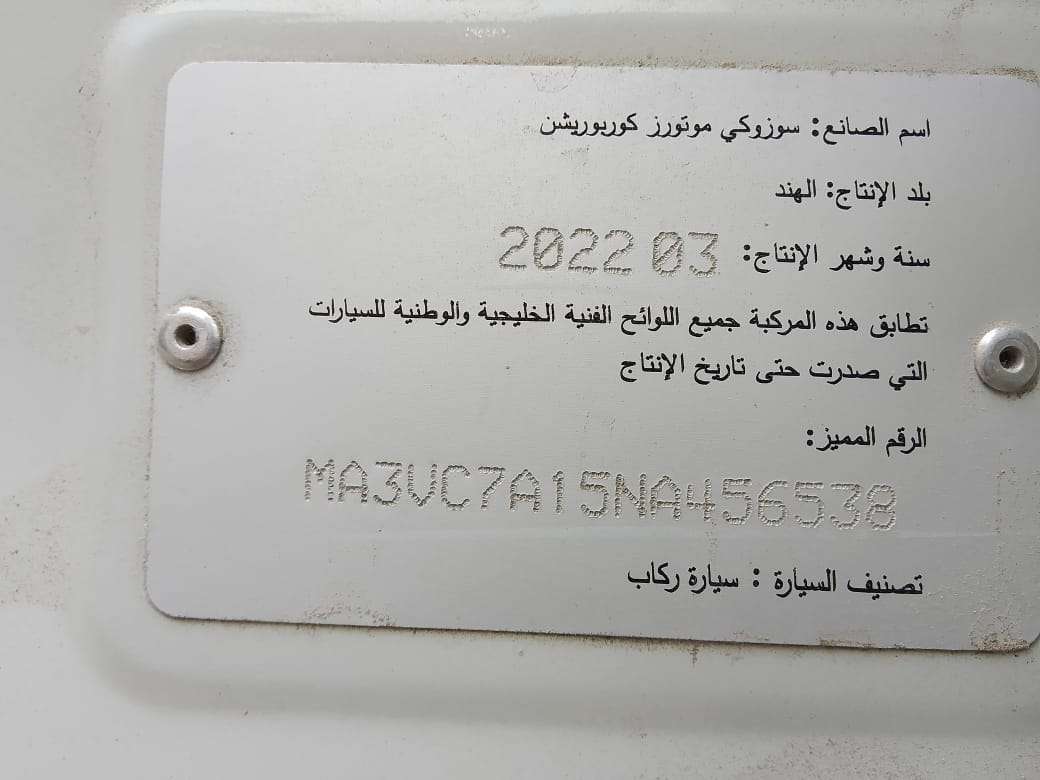 اسم الصانع: سوزوكي موتورز كوربوريشن
بلد الإنتاج: الهند
سنة وشهر الإنتاج: 2022 03
تطابق هذه المركبة جميع اللوائح الفنية الخليجية والوطنية للسيارات
التي صدرت حتى تاريخ الإنتاج
الرقم المميز:
MA3VC7A15NA456538
تصنيف السيارة : سيارة ركاب